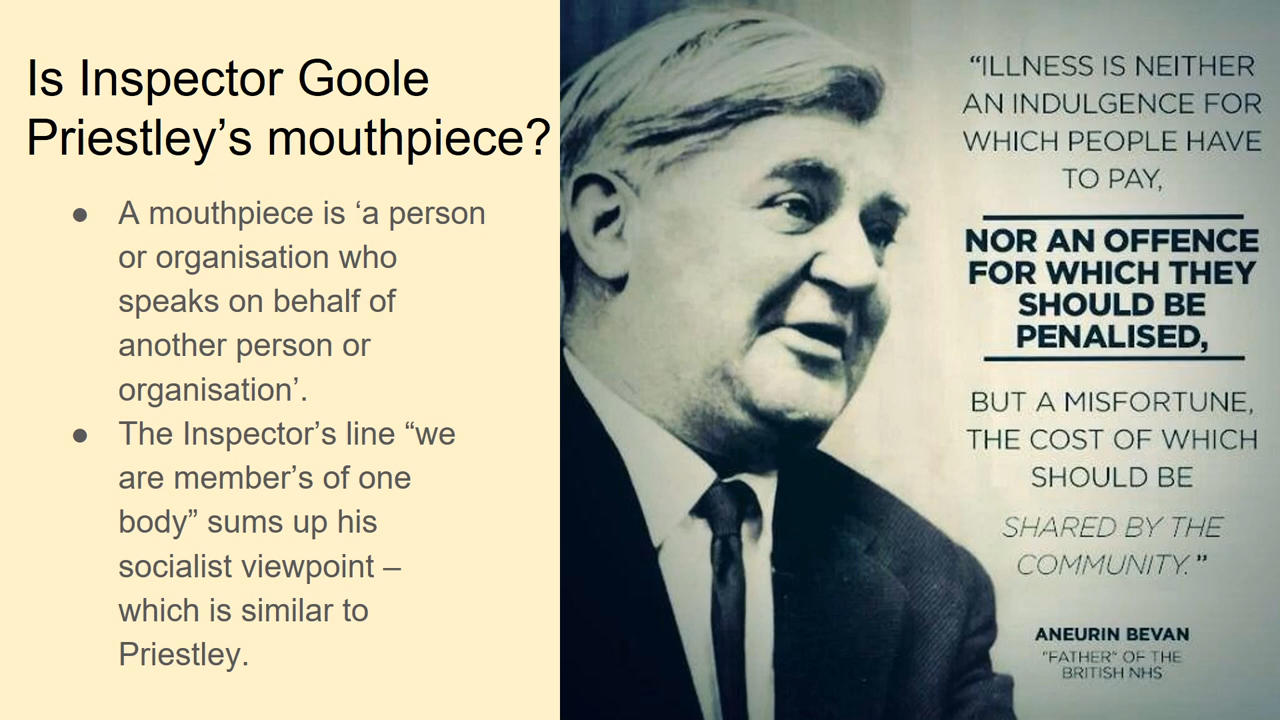 Is Inspector Goole
Priestley’s mouthpiece?
● A mouthpiece is ‘a person
or organisation who
speaks on behalf of
another person or
organisation’.
● The Inspector’s line “we
are member’s of one
body” sums up his
socialist viewpoint –
which is similar to
Priestley.
“ILLNESS IS NEITHER
AN INDULGENCE FOR
WHICH PEOPLE HAVE
TO PAY,
NOR AN OFFENCE
FOR WHICH THEY
SHOULD BE
PENALISED,
BUT A MISFORTUNE,
THE COST OF WHICH
SHOULD BE
SHARED BY THE
COMMUNITY.”
ANEURIN BEVAN
“FATHER” OF THE
BRITISH NHS